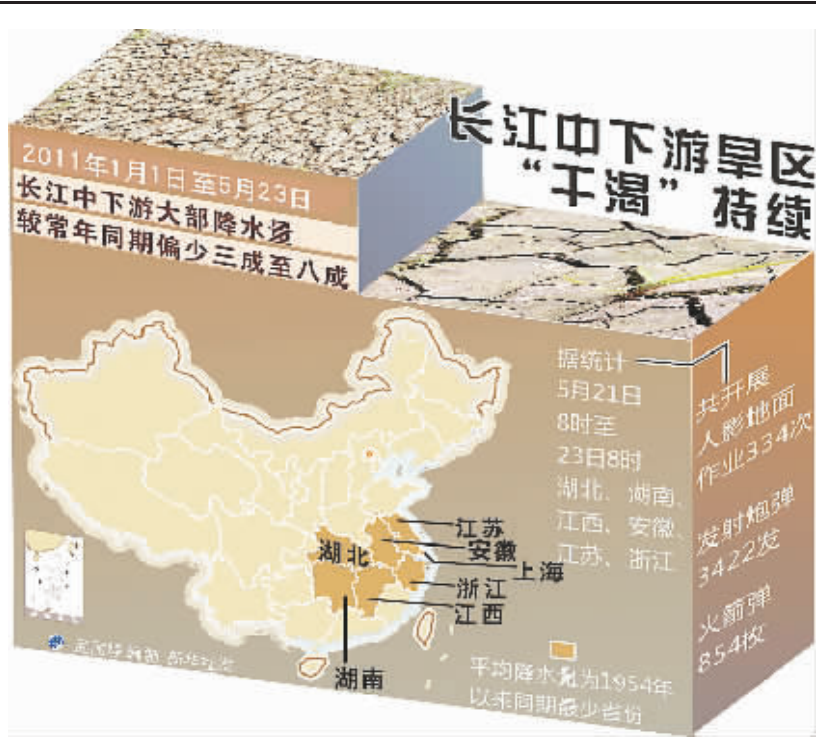 长江中下游旱区
“干渴”持续
2011年1月1日至5月23日
长江中下游大部降水量
较常年同期偏少三成至八成
据统计
5月21日
8时至
23日8时
湖北、湖南、
江西、安徽、
江苏、浙江
共开展
人影地面
作业334次
发射炮弹
3422发
火箭弹
854枚
江苏
安徽
上海
浙江
江西
湖北
湖南
平均降水量为1954年
以来同期最少省份